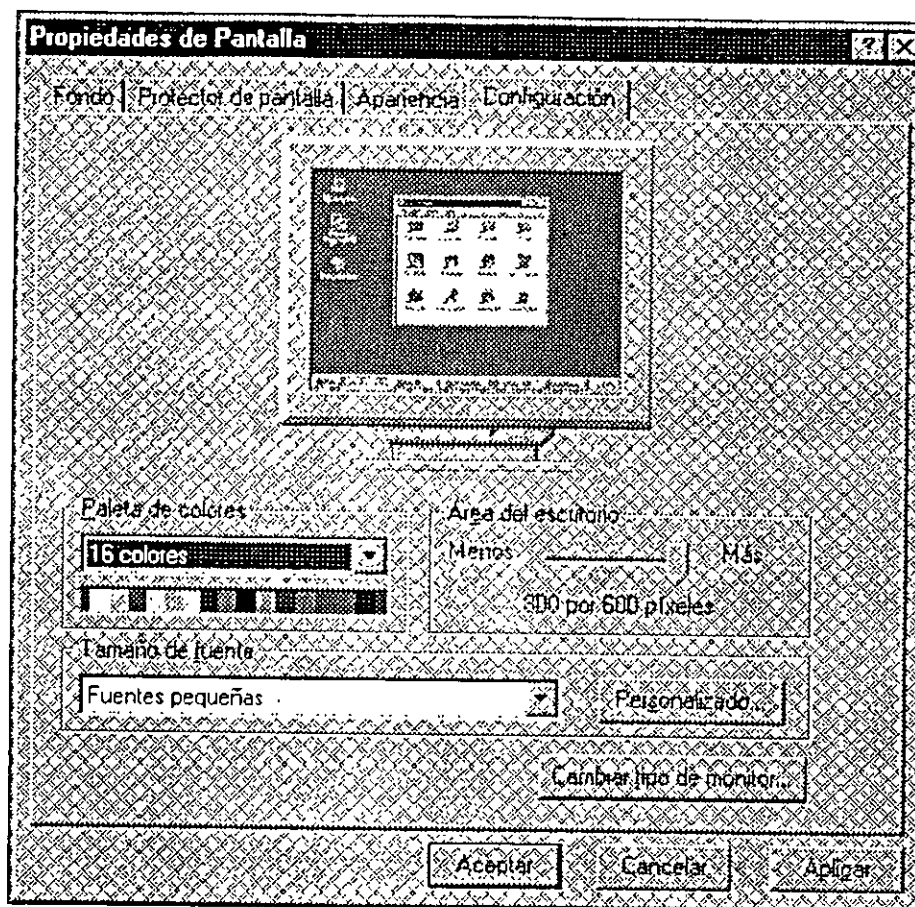 Propiedades de Pantalla
Fondo Protector de pantalla Apariencia Configuración
Paleta de colores
16 colores
Área del escritorio
Menos Más
800 por 600 píxeles
Tamaño de fuente
Fuentes pequeñas
Personalizado...
Cambiar tipo de monitor...
Aceptar Cancelar Aplicar